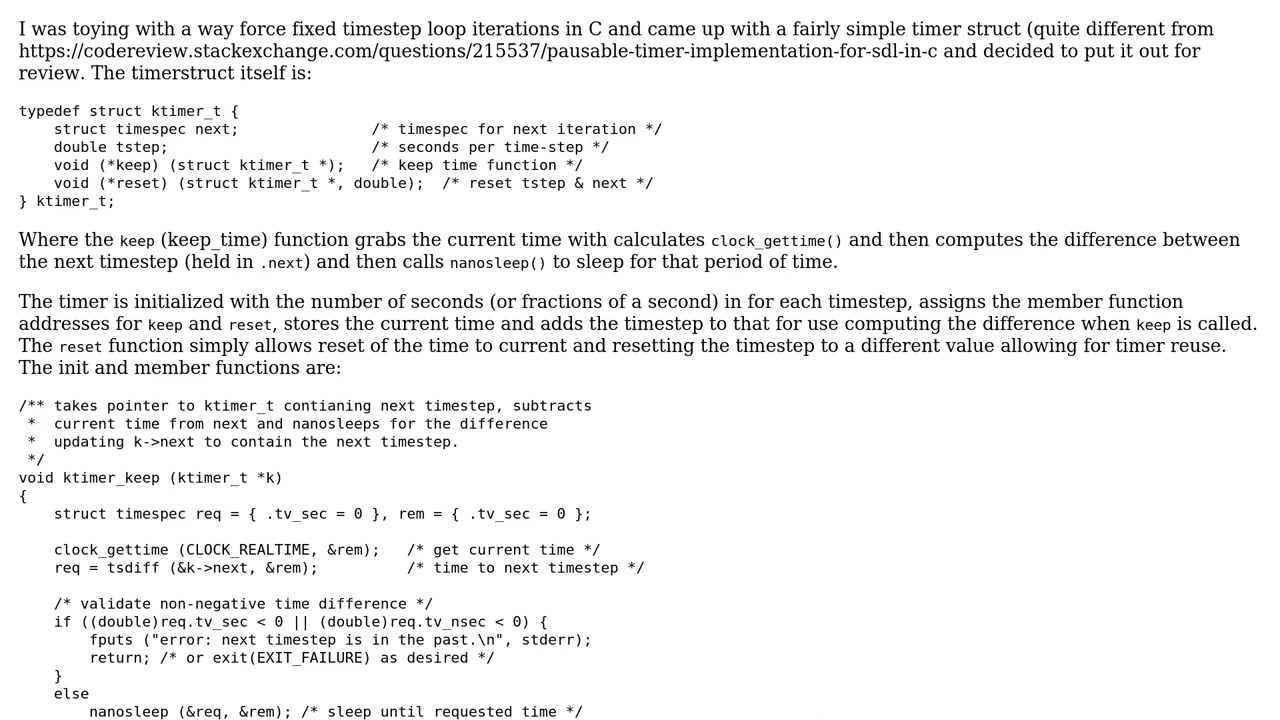 I was toying with a way force fixed timestep loop iterations in C and came up with a fairly simple timer struct (quite different from
https://codereview.stackexchange.com/questions/215537/pausable-timer-implementation-for-sdl-in-c and decided to put it out for
review. The timerstruct itself is:
typedef struct ktimer_t {
    struct timespec next;               /* timespec for next iteration */
    double tstep;                       /* seconds per time-step */
    void (*keep) (struct ktimer_t *);   /* keep time function */
    void (*reset) (struct ktimer_t *, double);  /* reset tstep & next */
} ktimer_t;
Where the keep (keep_time) function grabs the current time with calculates clock_gettime() and then computes the difference between
the next timestep (held in .next) and then calls nanosleep() to sleep for that period of time.
The timer is initialized with the number of seconds (or fractions of a second) in for each timestep, assigns the member function
addresses for keep and reset, stores the current time and adds the timestep to that for use computing the difference when keep is called.
The reset function simply allows reset of the time to current and resetting the timestep to a different value allowing for timer reuse.
The init and member functions are:
/** takes pointer to ktimer_t contianing next timestep, subtracts
 *  current time from next and nanosleeps for the difference
 *  updating k->next to contain the next timestep.
 */
void ktimer_keep (ktimer_t *k)
{
    struct timespec req = { .tv_sec = 0 }, rem = { .tv_sec = 0 };
    clock_gettime (CLOCK_REALTIME, &rem);   /* get current time */
    req = tsdiff (&k->next, &rem);          /* time to next timestep */
    /* validate non-negative time difference */
    if ((double)req.tv_sec < 0 || (double)req.tv_nsec < 0) {
        fputs ("error: next timestep is in the past.\n", stderr);
        return; /* or exit(EXIT_FAILURE) as desired */
    }
    else
        nanosleep (&req, &rem); /* sleep until requested time */